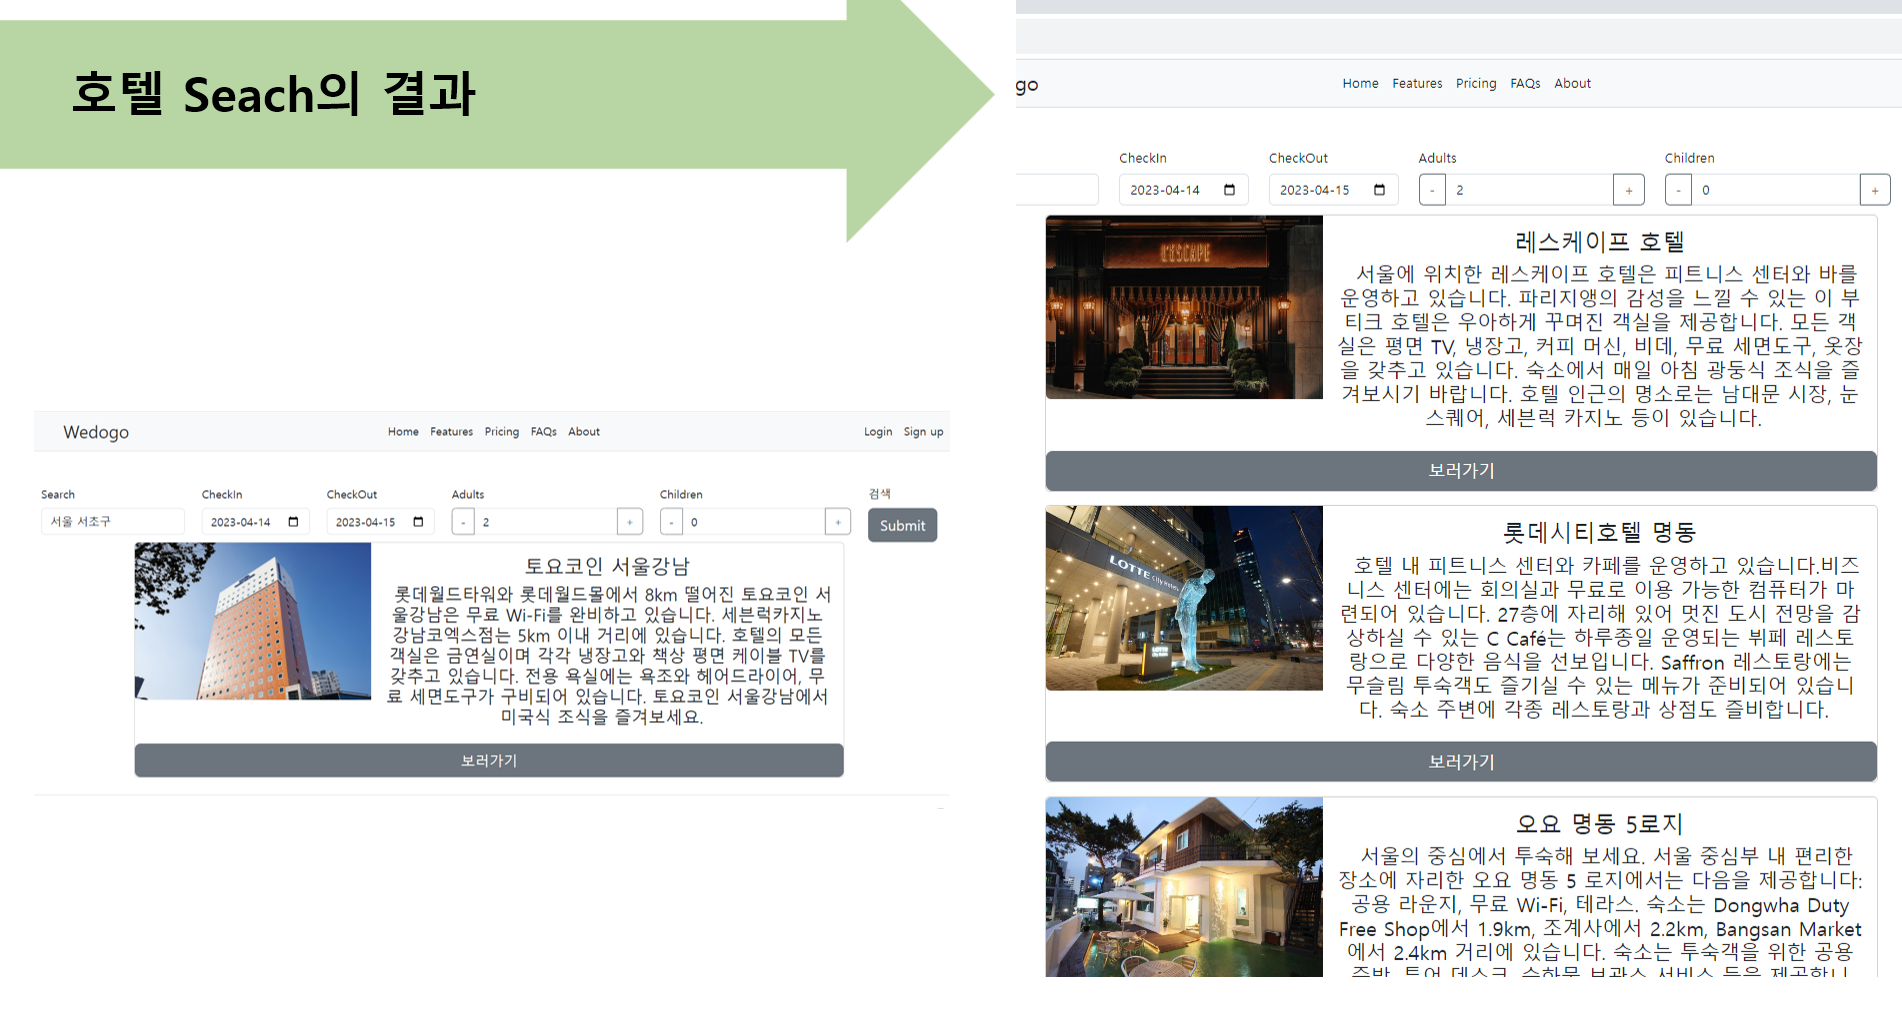 호텔 Seach의 결과
Wedogo
Home Features Pricing FAQs About
Login Sign up
Search
CheckIn
CheckOut
Adults
Children
검색
서울 서초구
2023-04-14
2023-04-15
- 2 +
- 0 +
Submit
토요코인 서울강남
롯데월드타워와 롯데월드몰에서 8km 떨어진 토요코인 서
울강남은 무료 Wi-Fi를 완비하고 있습니다. 세븐럭카지노
강남코엑스점는 5km 이내 거리에 있습니다. 호텔의 모든
객실은 금연실이며 각각 냉장고와 책상 평면 케이블 TV를
갖추고 있습니다. 전용 욕실에는 욕조와 헤어드라이어, 무
료 세면도구가 구비되어 있습니다. 토요코인 서울강남에서
미국식 조식을 즐겨보세요.
보러가기
go
Home Features Pricing FAQs About
CheckIn
CheckOut
Adults
Children
2023-04-14
2023-04-15
- 2 +
- 0 +
L'ESCAPE
레스케이프 호텔
서울에 위치한 레스케이프 호텔은 피트니스 센터와 바를
운영하고 있습니다. 파리지앵의 감성을 느낄 수 있는 이 부
티크 호텔은 우아하게 꾸며진 객실을 제공합니다. 모든 객
실은 평면 TV, 냉장고, 커피 머신, 비데, 무료 세면도구, 옷장
을 갖추고 있습니다. 숙소에서 매일 아침 광둥식 조식을 즐
겨보시기 바랍니다. 호텔 인근의 명소로는 남대문 시장, 눈
스퀘어, 세븐럭 카지노 등이 있습니다.
보러가기
LOTTE City Hotel
LOTTE
롯데시티호텔 명동
호텔 내 피트니스 센터와 카페를 운영하고 있습니다.비즈
니스 센터에는 회의실과 무료로 이용 가능한 컴퓨터가 마
련되어 있습니다. 27층에 자리해 있어 멋진 도시 전망을 감
상하실 수 있는 C Café는 하루종일 운영되는 뷔페 레스토
랑으로 다양한 음식을 선보입니다. Saffron 레스토랑에는
무슬림 투숙객도 즐기실 수 있는 메뉴가 준비되어 있습니
다. 숙소 주변에 각종 레스토랑과 상점도 즐비합니다.
보러가기
오요 명동 5로지
서울의 중심에서 투숙해 보세요. 서울 중심부 내 편리한
장소에 자리한 오요 명동 5 로지에서는 다음을 제공합니다:
공용 라운지, 무료 Wi-Fi, 테라스. 숙소는 Dongwha Duty
Free Shop에서 1.9km, 조계사에서 2.2km, Bangsan Market
에서 2.4km 거리에 있습니다. 숙소는 투숙객을 위한 공용
주방, 투어 데스크, 수하물 보관소 서비스 등을 제공합니